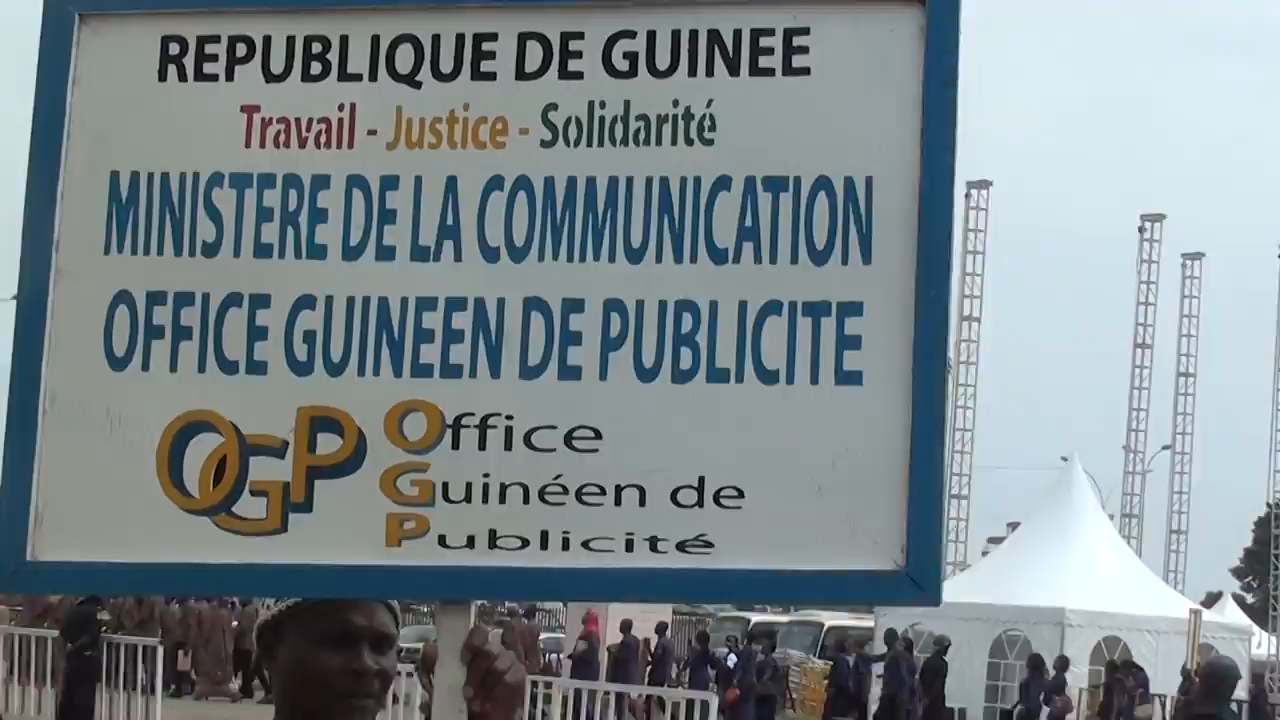 REPUBLIQUE DE GUINEE
Travail - Justice - Solidarité
MINISTERE DE LA COMMUNICATION
OFFICE GUINEEN DE PUBLICITE
OGP
Office
Guinéen de
Publicité